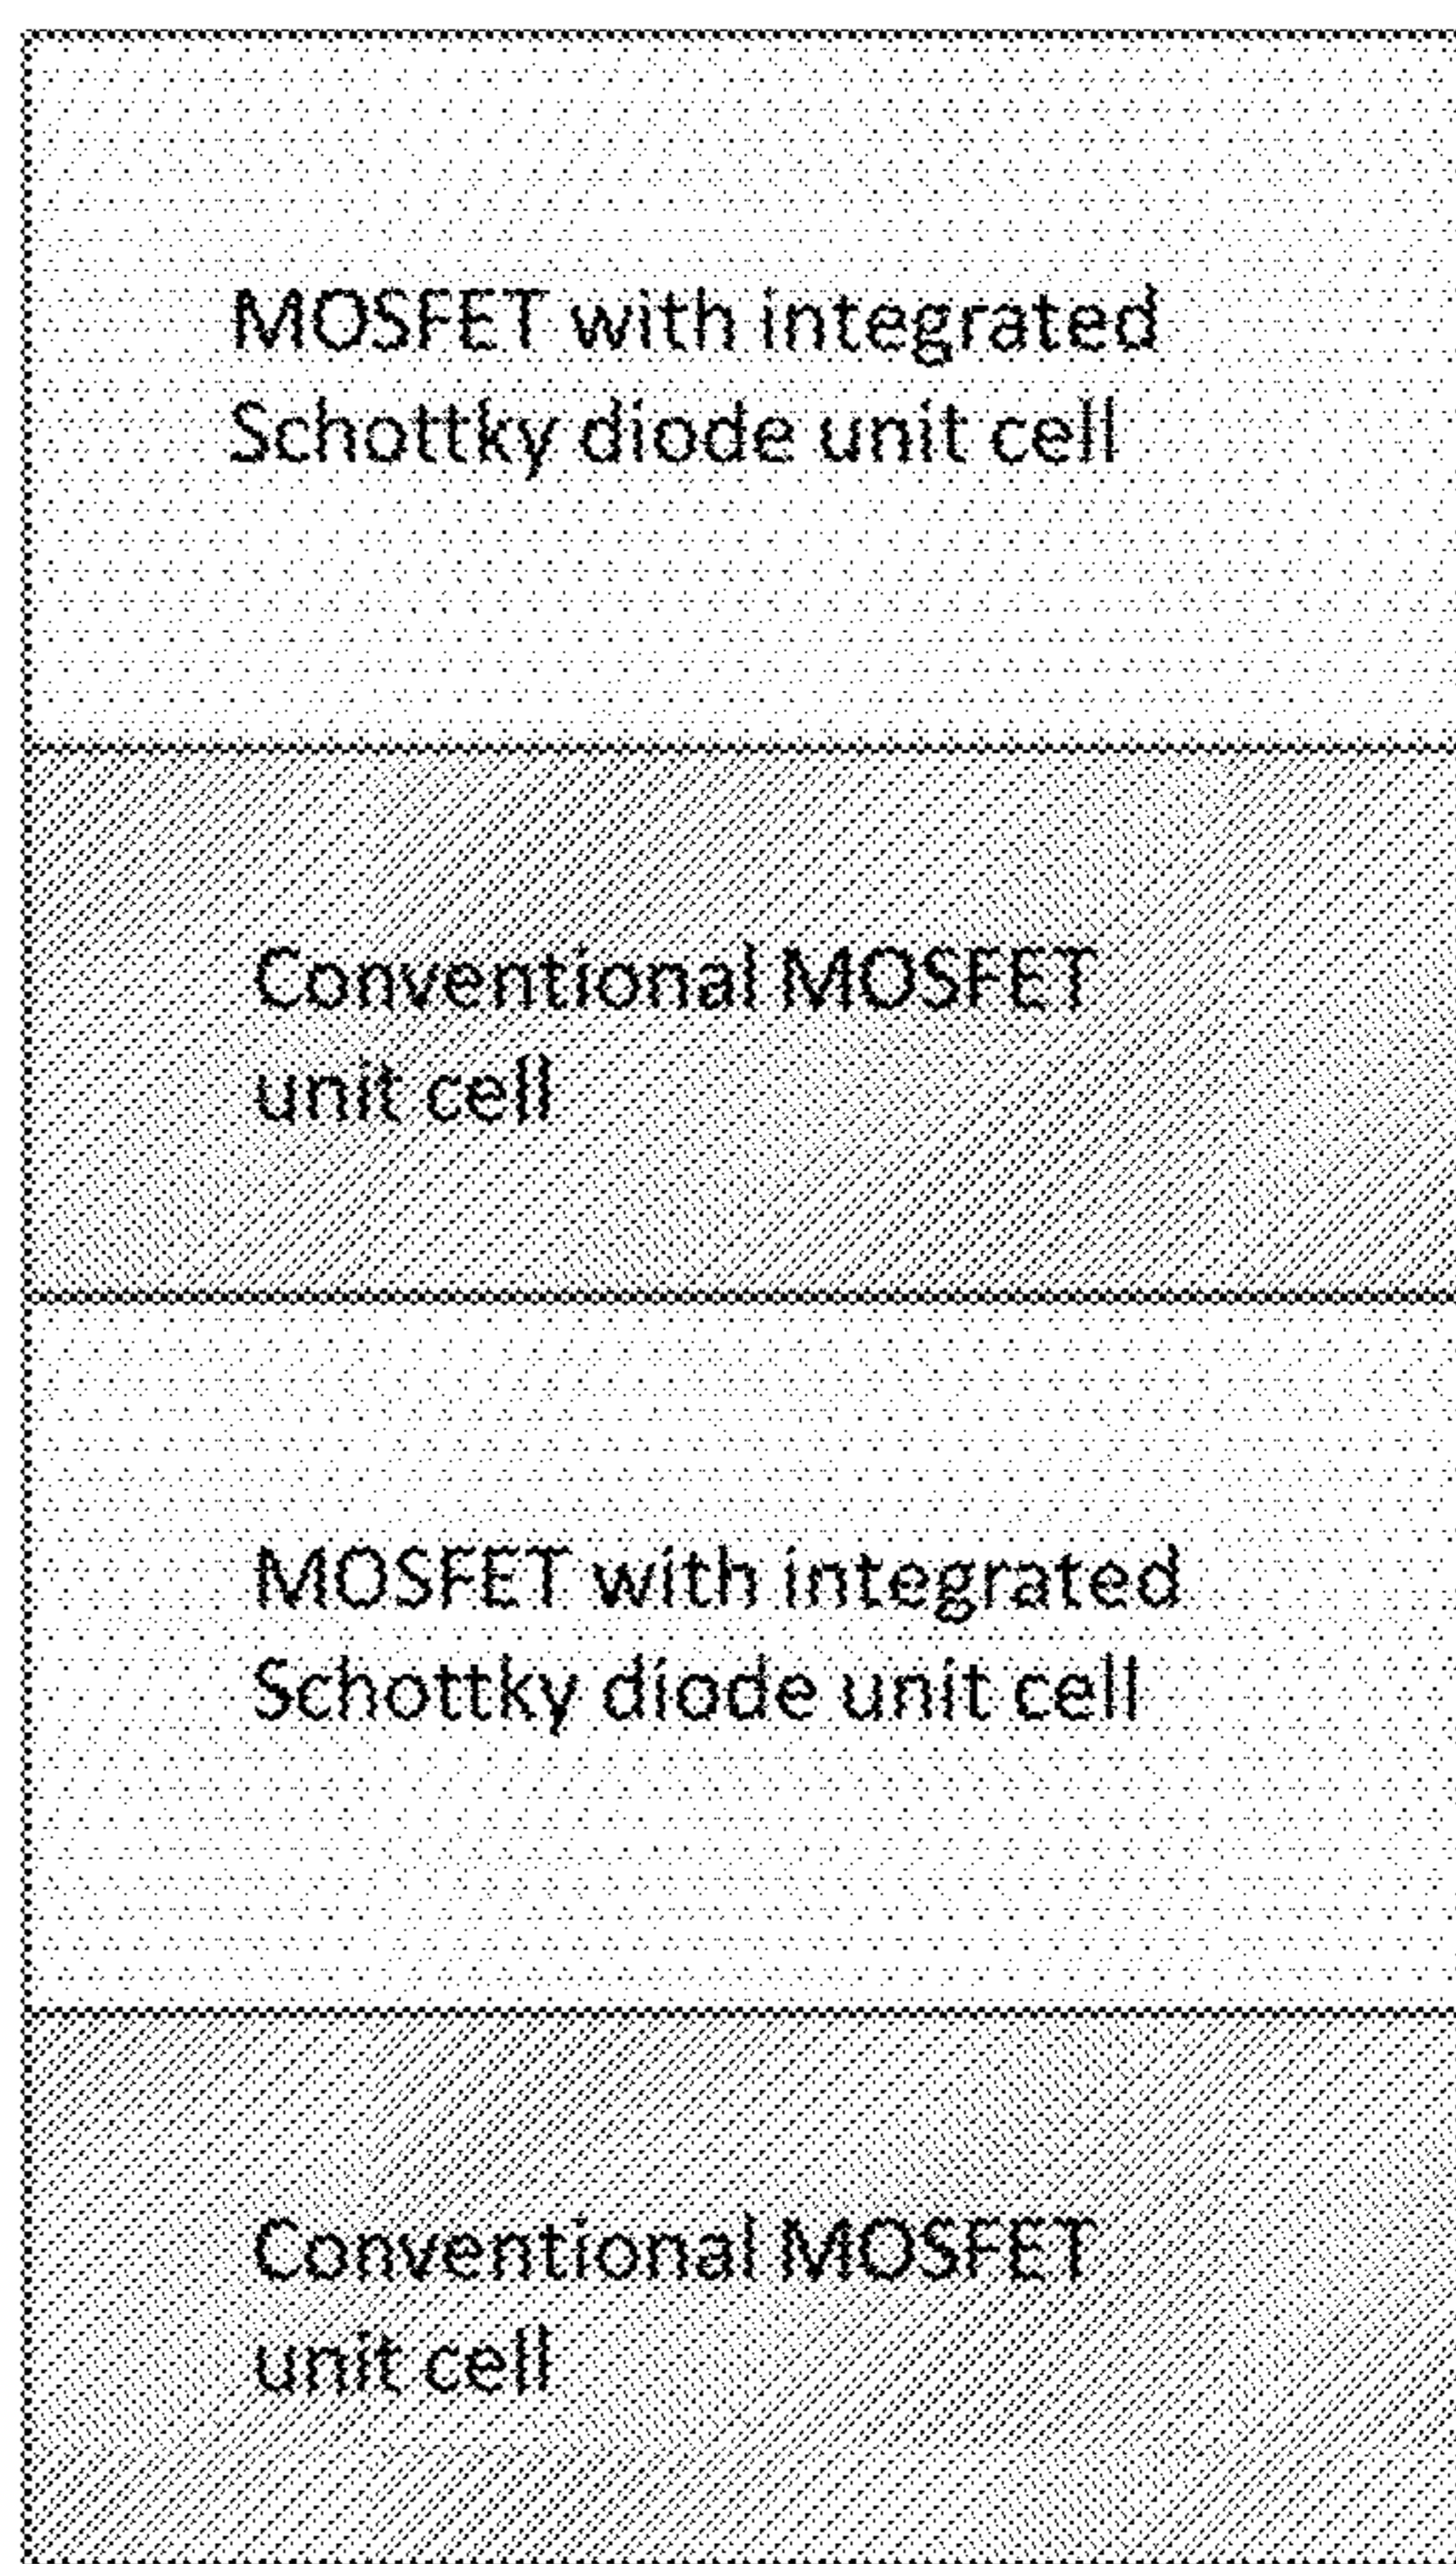 MOSFET with integrated
Schottky diode unit cell
Conventional MOSFET
unit cell
MOSFET with integrated
Schottky diode unit cell
Conventional MOSFET
unit cell